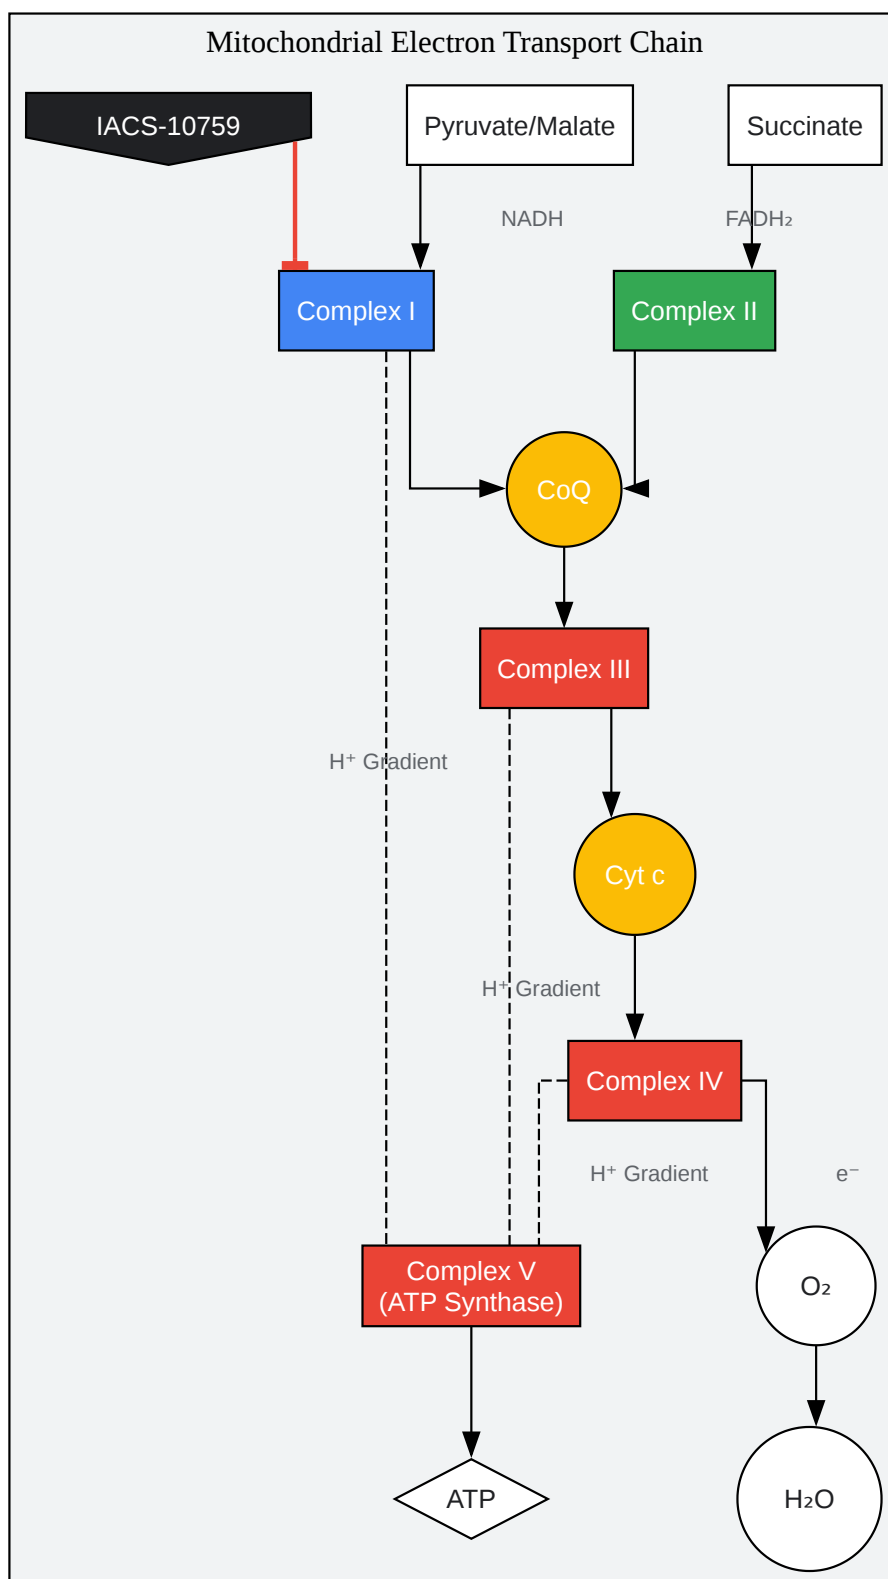 Mitochondrial Electron Transport Chain
IACS-10759
Pyruvate/Malate
Succinate
NADH
FADH₂
Complex I
Complex II
CoQ
Complex III
H⁺ Gradient
Cyt c
H⁺ Gradient
Complex IV
H⁺ Gradient
e⁻
Complex V
(ATP Synthase)
O₂
ATP
H₂O